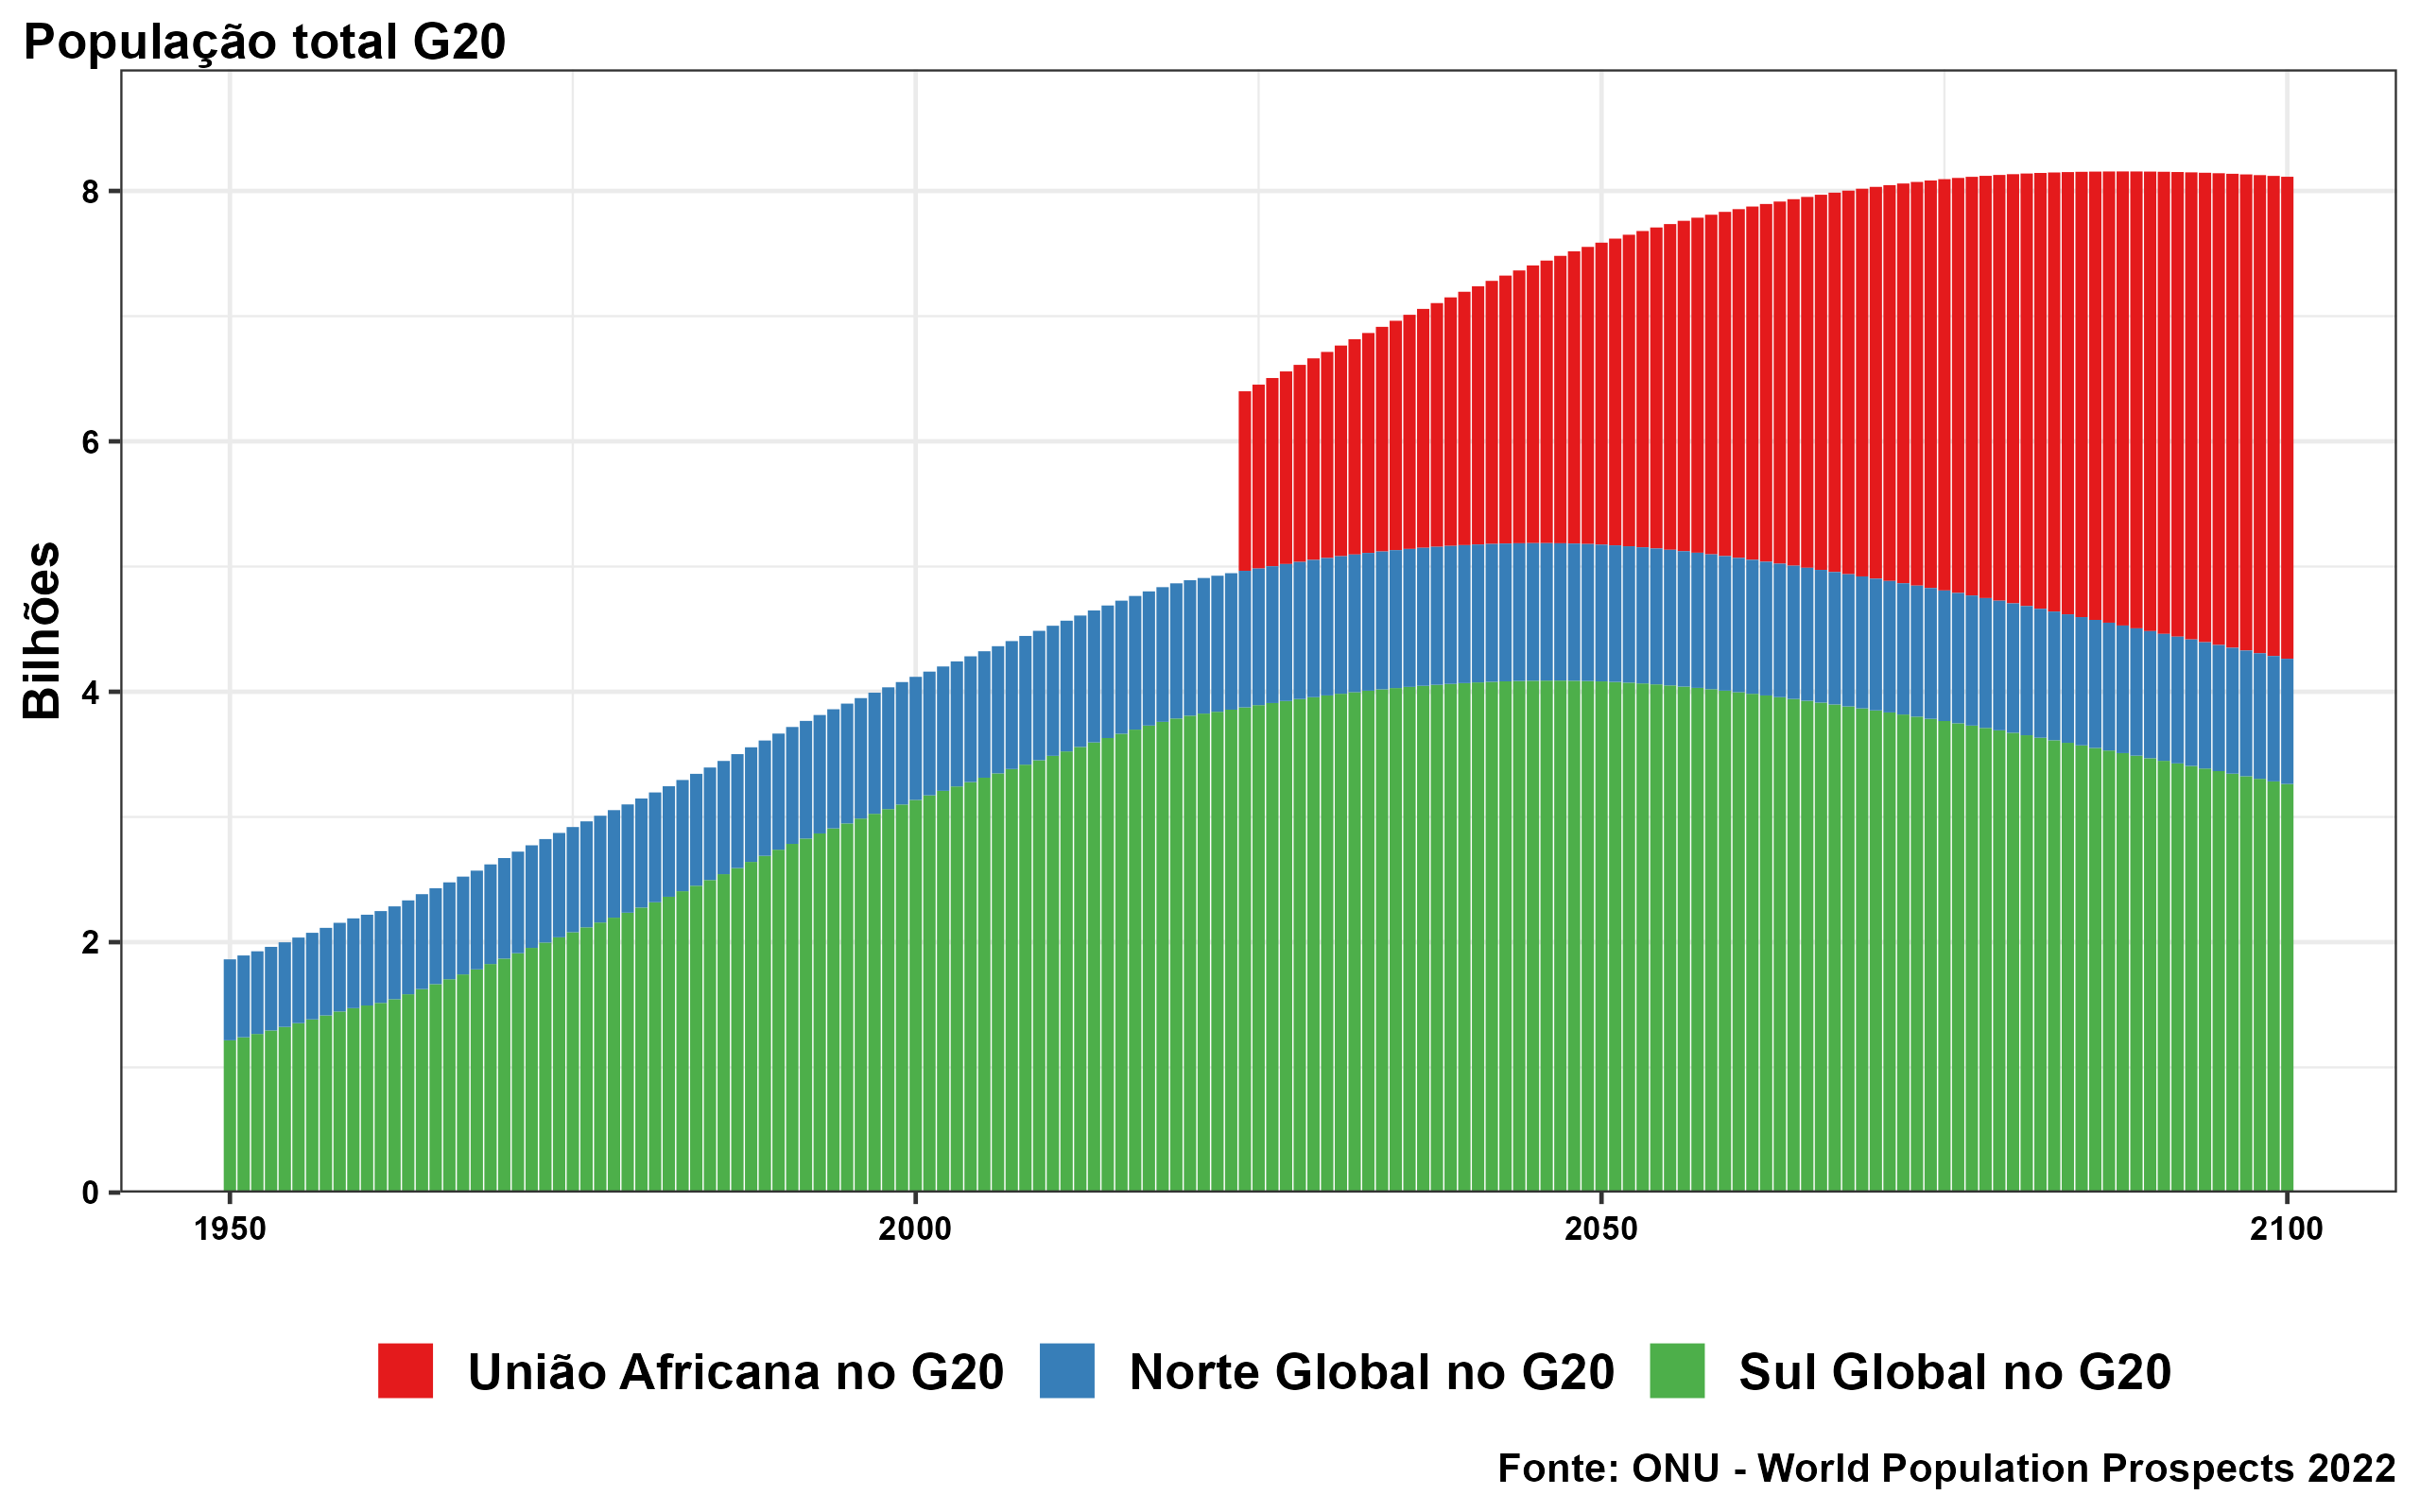 População total G20
Bilhões
8
6
4
2
0
1950 2000 2050 2100
União Africana no G20 Norte Global no G20 Sul Global no G20
Fonte: ONU - World Population Prospects 2022